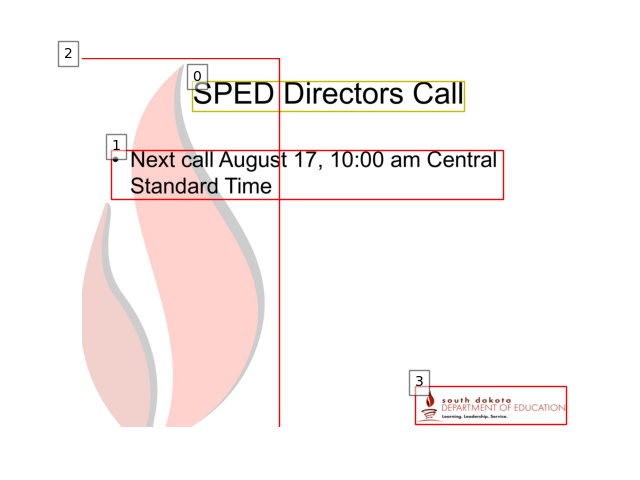 2
0
SPED Directors Call
1
• Next call August 17, 10:00 am Central
Standard Time
3
south dakota
DEPARTMENT OF EDUCATION
Learning. Leadership. Service.